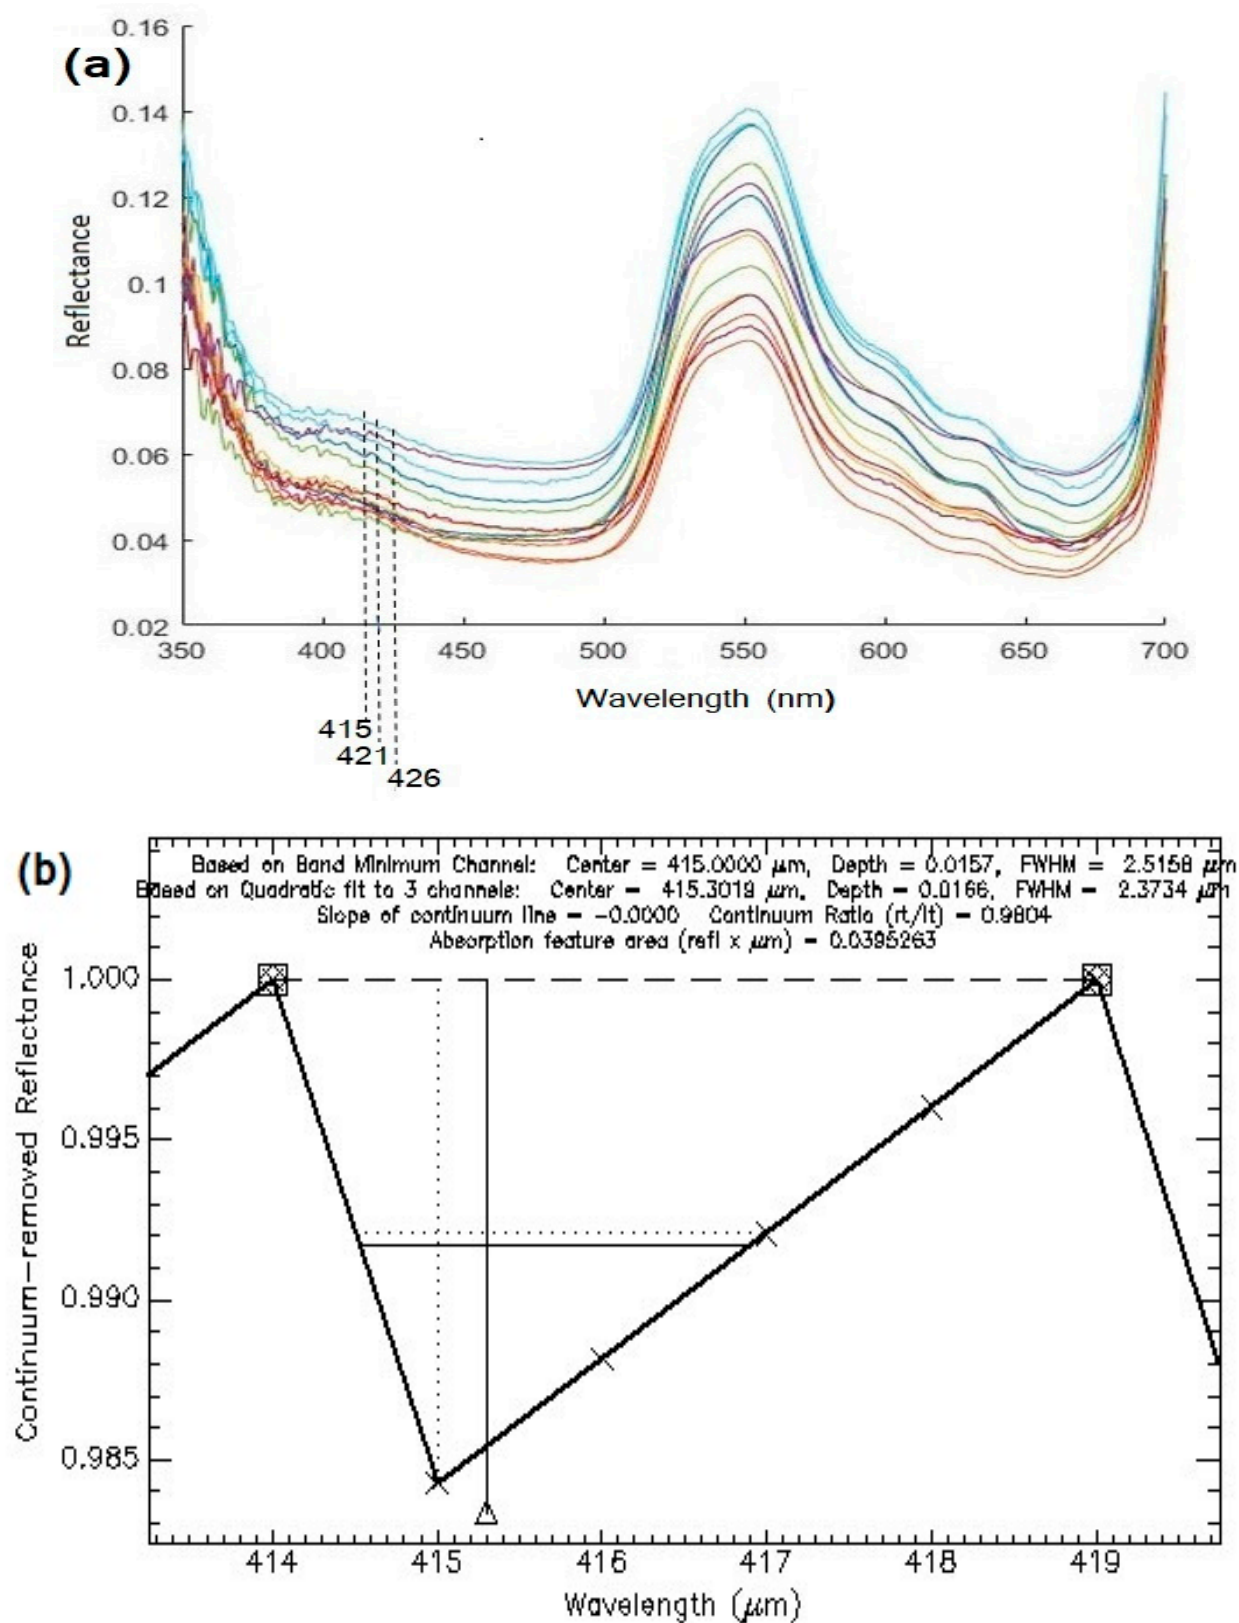 (a)
0.16
0.14
0.12
0.1
0.08
0.06
0.04
0.02
Reflectance
350 400 450 500 550 600 650 700
Wavelength (nm)
415
421
426
(b)
Based on Band Minimum Channel: Center = 415.0000 μm, Depth = 0.0157, FWHM = 2.5158 μm
Based on Quadratic fit to 3 channels: Center = 415.3019 μm, Depth = 0.0166, FWHM = 2.3734 μm
Slope of continuum line = -0.0000 Continuum Ratio (rt/lt) = 0.9804
Absorption feature area (refl x μm) = 0.0395263
1.000
0.995
0.990
0.985
Continuum-removed Reflectance
414 415 416 417 418 419
Wavelength (μm)